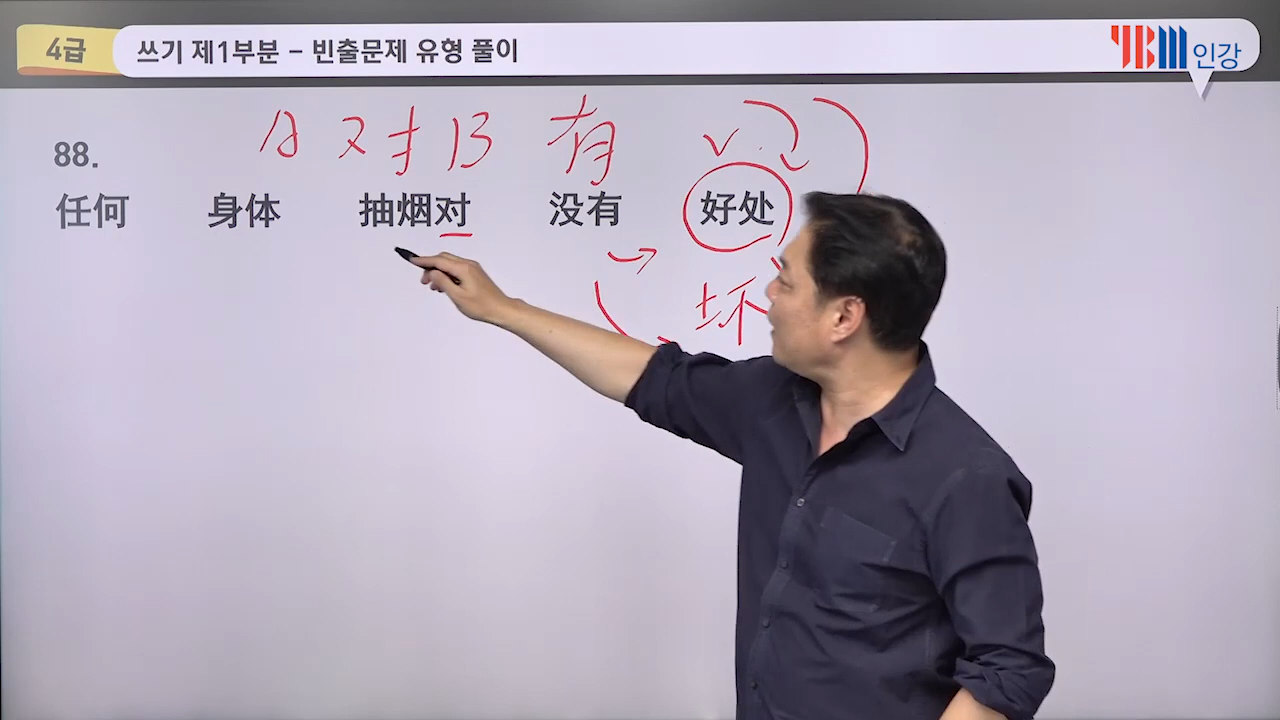 4급 쓰기 제1부분 – 빈출문제 유형 풀이 YBM 인강
A 对 B 有
88.
任何 身体 抽烟对 没有 好处
坏